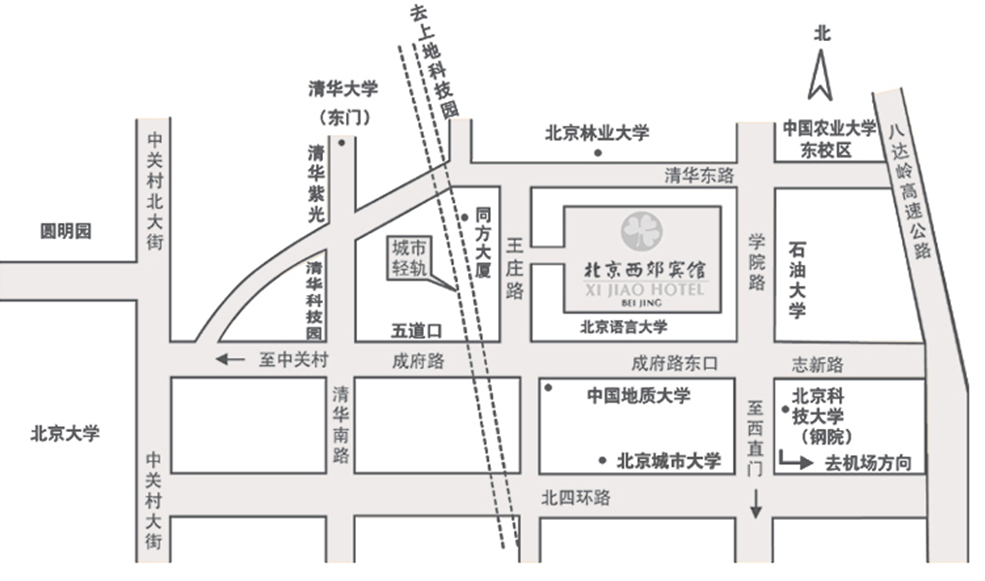 去上地科技园
北
清华大学
（东门）
北京林业大学
中国农业大学
东校区
中关村北大街
清华紫光
清华东路
八达岭高速公路
圆明园
同方大厦
城市
轻轨
王庄路
北京西郊宾馆
XI JIAO HOTEL
BEI JING
学院路
石油大学
清华科技园
五道口
北京语言大学
至中关村
成府路
成府路东口
志新路
清华南路
中国地质大学
至西直门
北京科
技大学
（钢院）
北京大学
北京城市大学
去机场方向
中关村大街
北四环路